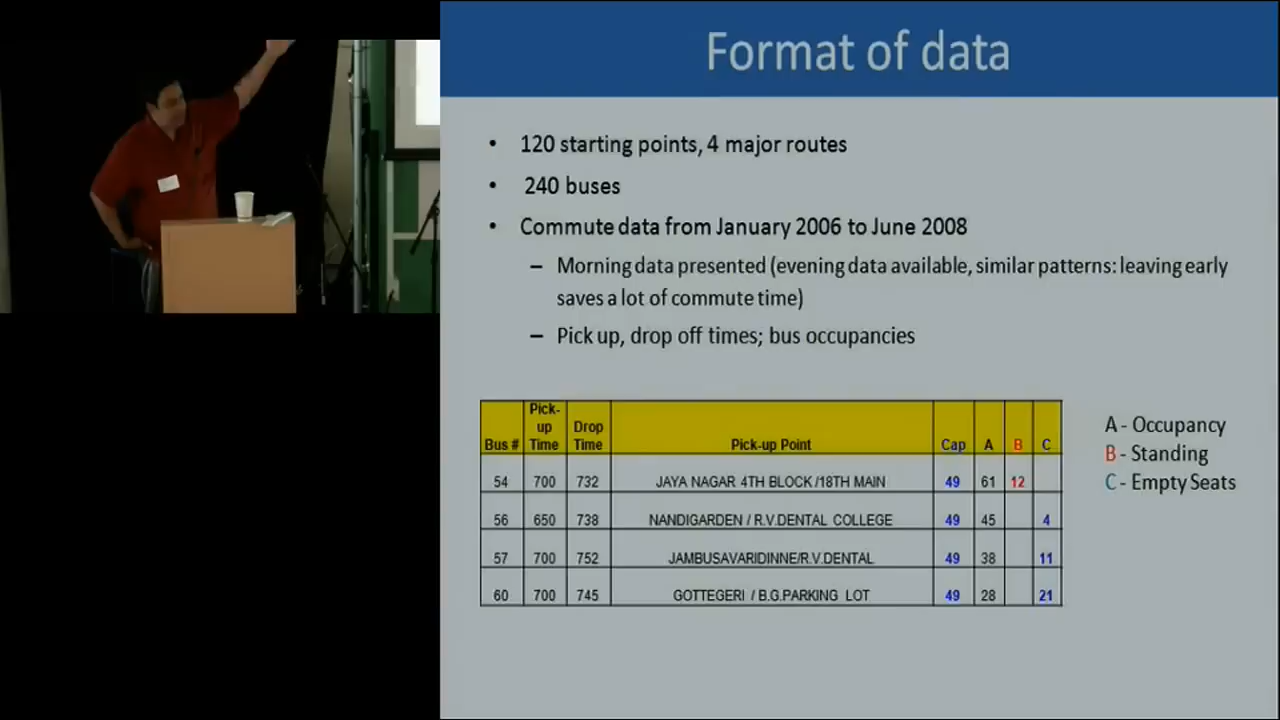 Format of data
• 120 starting points, 4 major routes
• 240 buses
• Commute data from January 2006 to June 2008
– Morning data presented (evening data available, similar patterns: leaving early
saves a lot of commute time)
– Pick up, drop off times; bus occupancies
Bus # Pick-up Time Drop Time Pick-up Point Cap A B C
54 700 732 JAYA NAGAR 4TH BLOCK /18TH MAIN 49 61 12
56 650 738 NANDIGARDEN / R.V.DENTAL COLLEGE 49 45 4
57 700 752 JAMBUSAVARIDINNE/R.V.DENTAL 49 38 11
60 700 745 GOTTEGERI / B.G.PARKING LOT 49 28 21
A - Occupancy
B - Standing
C - Empty Seats